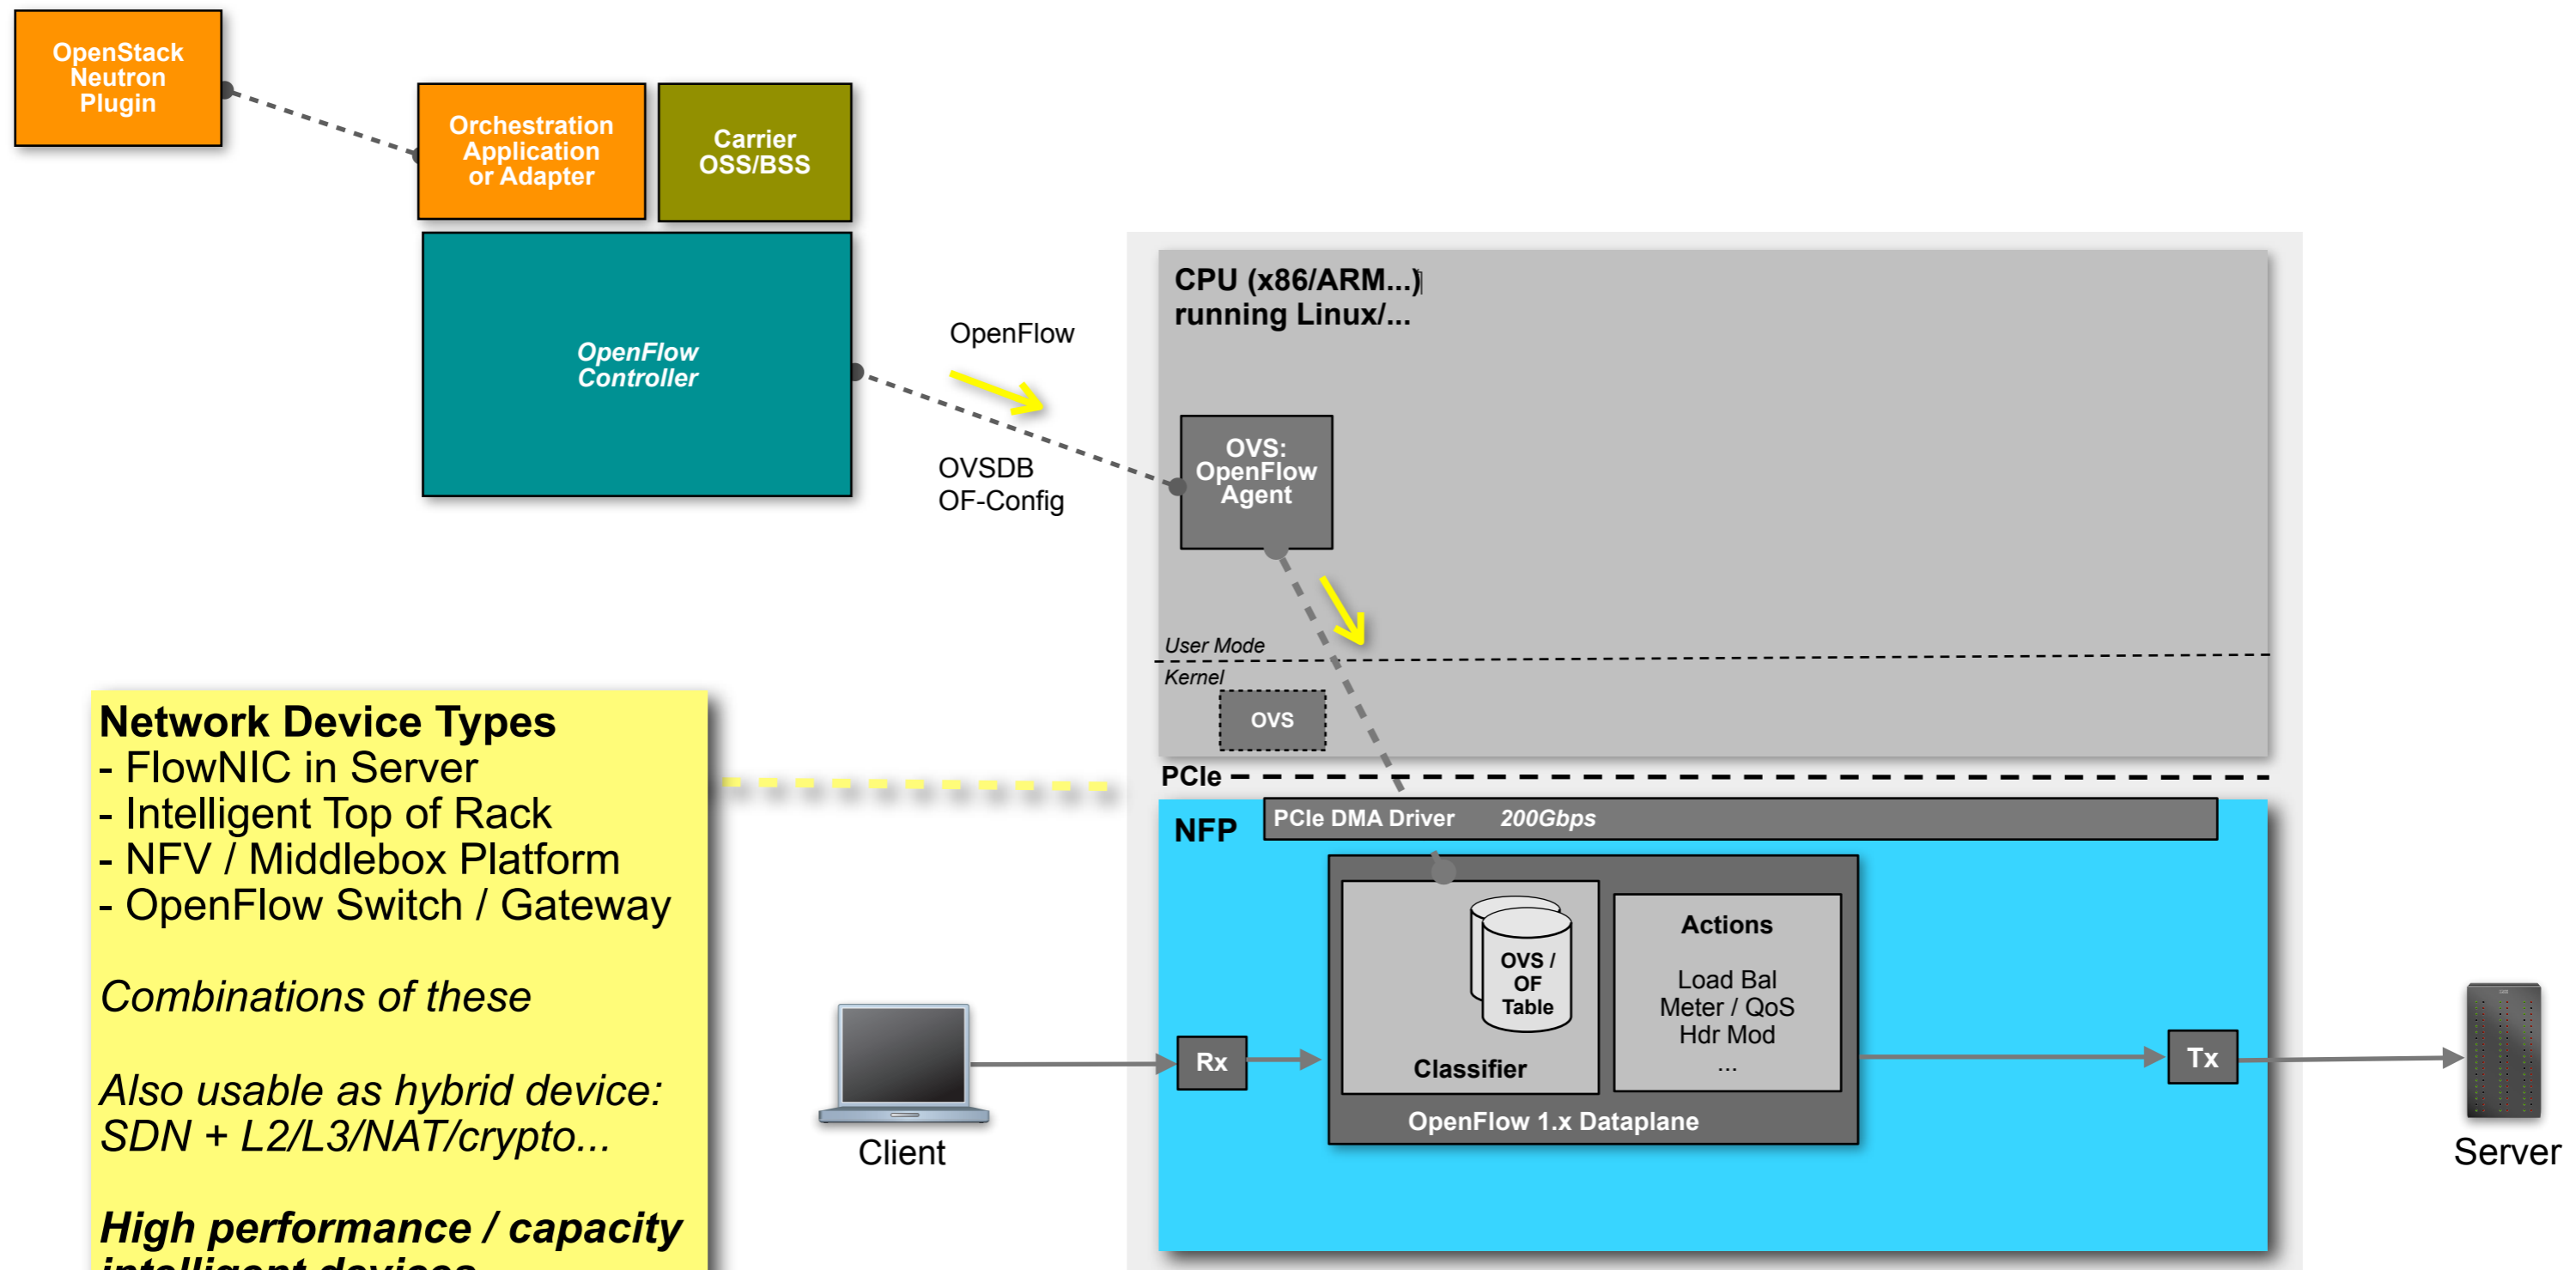 OpenStack
Neutron
Plugin
Orchestration
Application
or Adapter
Carrier
OSS/BSS
OpenFlow
Controller
OpenFlow
OVSDB
OF-Config
CPU (x86/ARM...)
running Linux/...
OVS:
OpenFlow
Agent
User Mode
Kernel
OVS
PCIe
NFP
PCIe DMA Driver 200Gbps
OVS /
OF
Table
Classifier
Actions
Load Bal
Meter / QoS
Hdr Mod
...
OpenFlow 1.x Dataplane
Rx
Tx
Client
Server
Network Device Types
- FlowNIC in Server
- Intelligent Top of Rack
- NFV / Middlebox Platform
- OpenFlow Switch / Gateway
Combinations of these
Also usable as hybrid device:
SDN + L2/L3/NAT/crypto...
High performance / capacity
intelligent devices